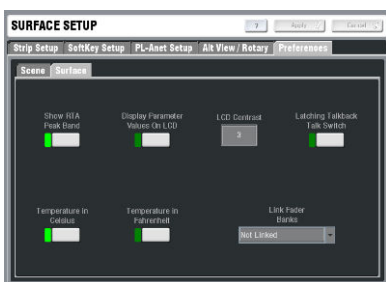 SURFACE SETUP
? Apply Cancel
Strip Setup SoftKey Setup PL-Anet Setup Alt View / Rotary Preferences
Scene Surface
Show RTA
Peak Band
Display Parameter
Values On LCD
LCD Contrast
3
Latching Talkback
Talk Switch
Temperature in
Celsius
Temperature in
Fahrenheit
Link Fader
Banks
Not Linked